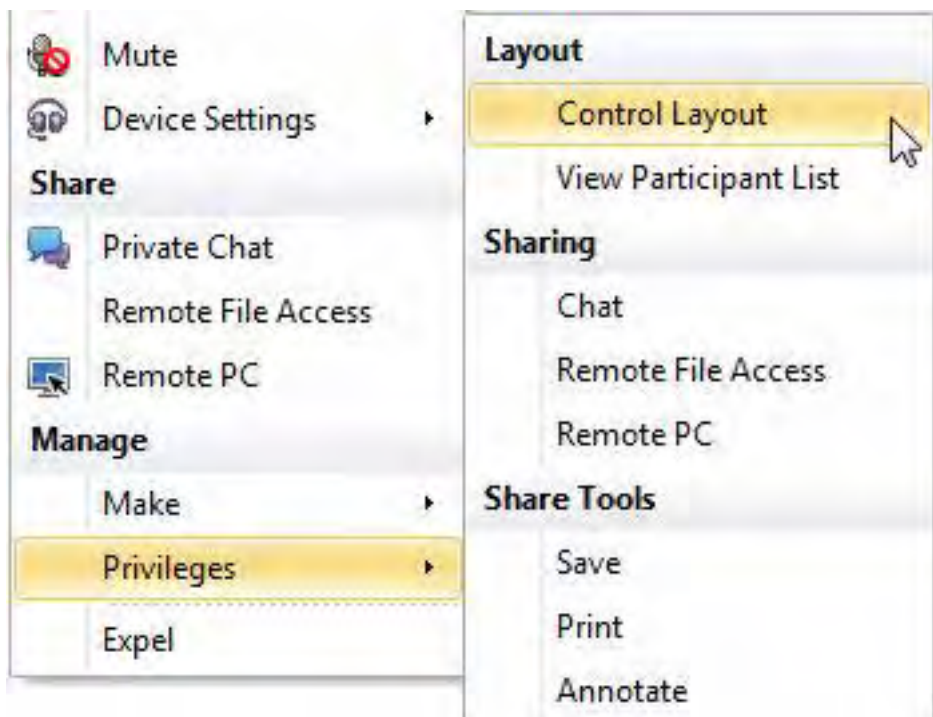 Mute
Device Settings
Share
Private Chat
Remote File Access
Remote PC
Manage
Make
Privileges
Expel
Layout
Control Layout
View Participant List
Sharing
Chat
Remote File Access
Remote PC
Share Tools
Save
Print
Annotate